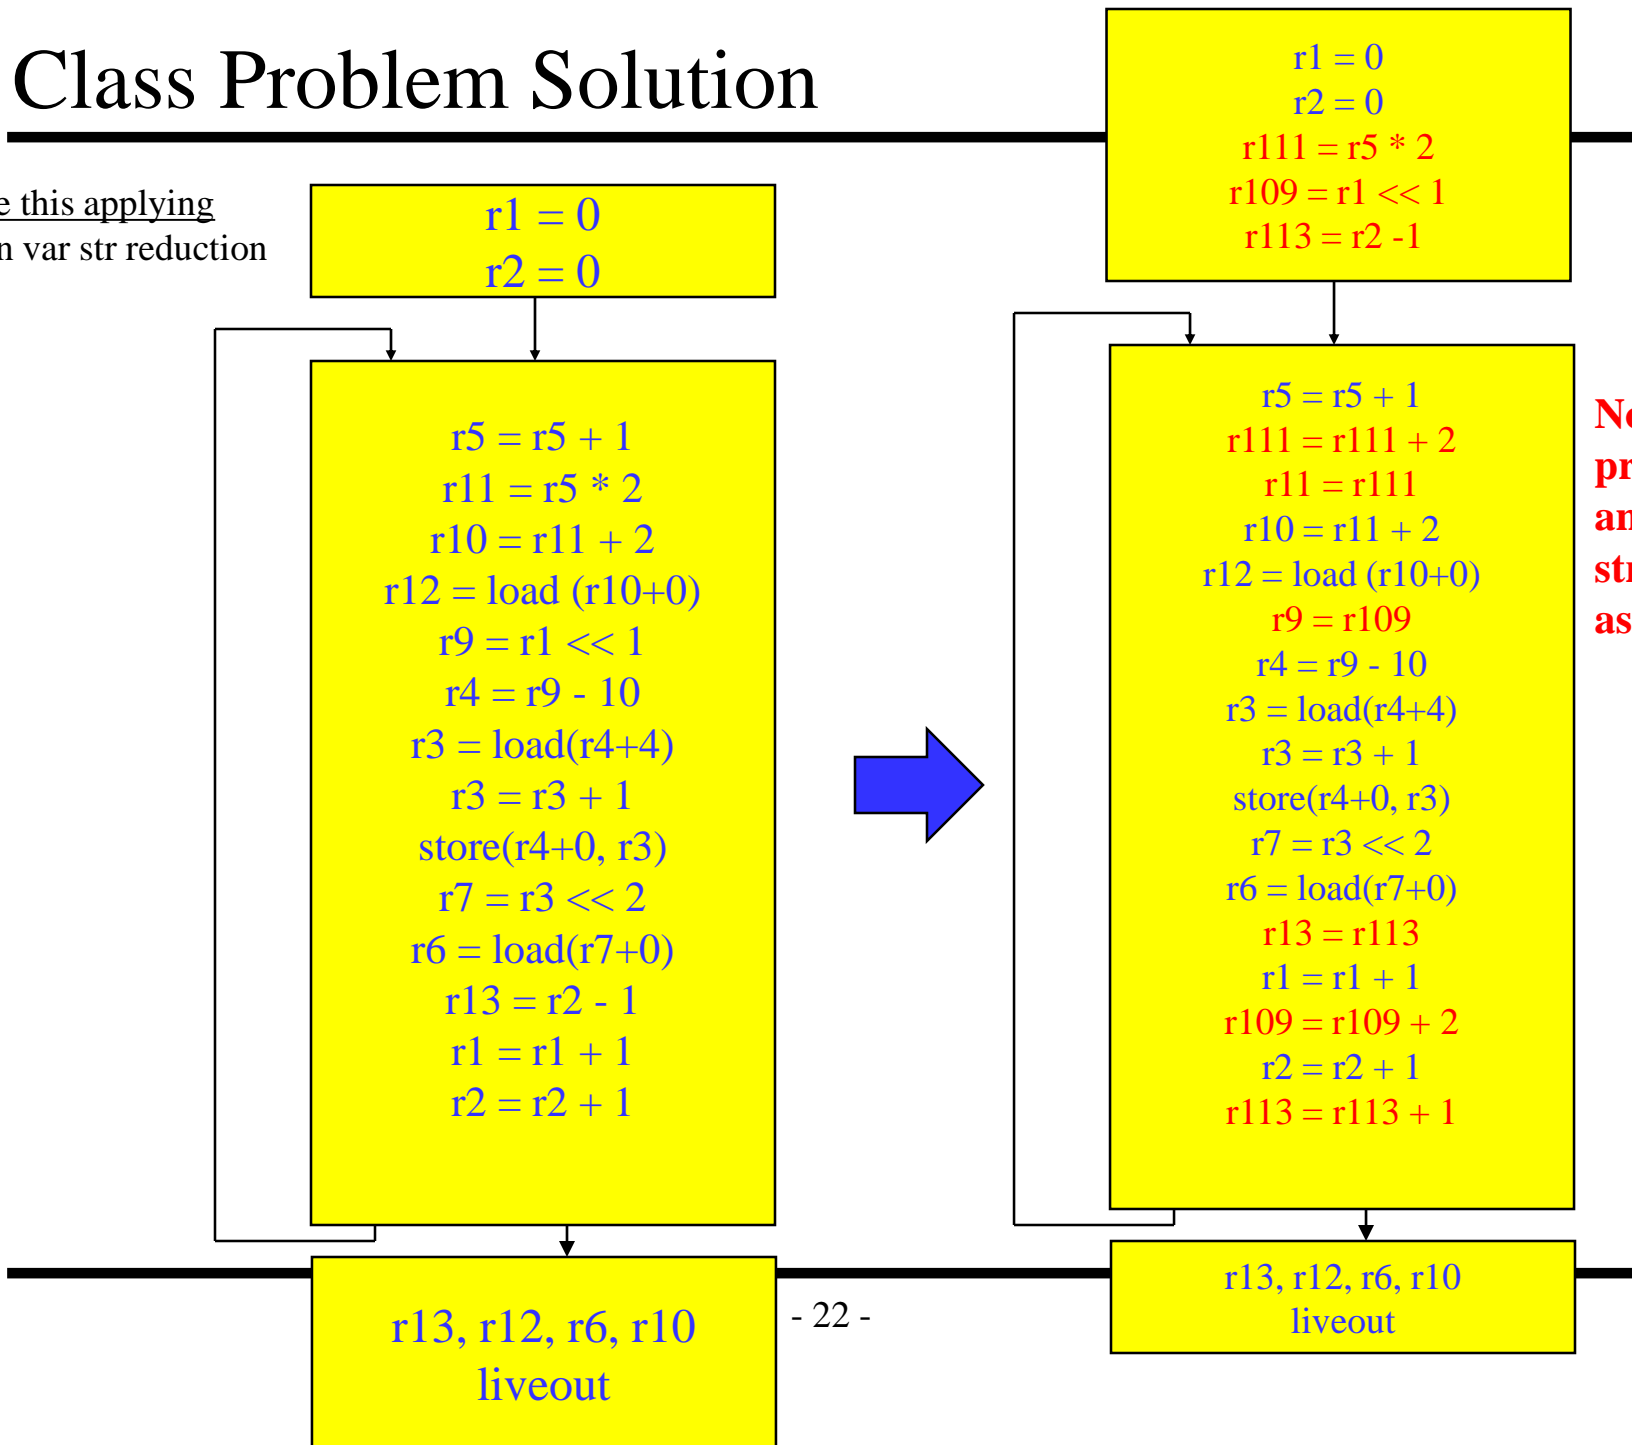 Class Problem Solution
this applying
var str reduction
r1 = 0
r2 = 0
r5 = r5 + 1
r11 = r5 * 2
r10 = r11 + 2
r12 = load (r10+0)
r9 = r1 << 1
r4 = r9 - 10
r3 = load(r4+4)
r3 = r3 + 1
store(r4+0, r3)
r7 = r3 << 2
r6 = load(r7+0)
r13 = r2 - 1
r1 = r1 + 1
r2 = r2 + 1
r13, r12, r6, r10
liveout
r1 = 0
r2 = 0
r111 = r5 * 2
r109 = r1 << 1
r113 = r2 -1
r5 = r5 + 1
r111 = r111 + 2
r11 = r111
r10 = r11 + 2
r12 = load (r10+0)
r9 = r109
r4 = r9 - 10
r3 = load(r4+4)
r3 = r3 + 1
store(r4+0, r3)
r7 = r3 << 2
r6 = load(r7+0)
r13 = r113
r1 = r1 + 1
r109 = r109 + 2
r2 = r2 + 1
r113 = r113 + 1
r13, r12, r6, r10
liveout
- 22 -